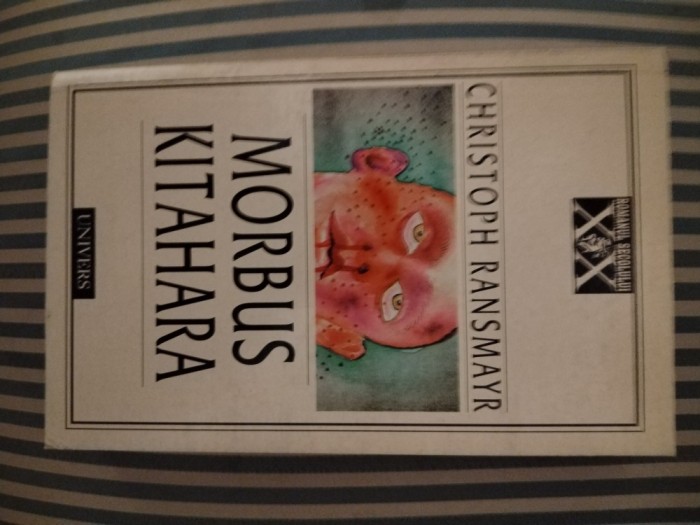 ROMANUL SECOLULUI
XX
CHRISTOPH RANSMAYR
MORBUS
KITAHARA
UNIVERS